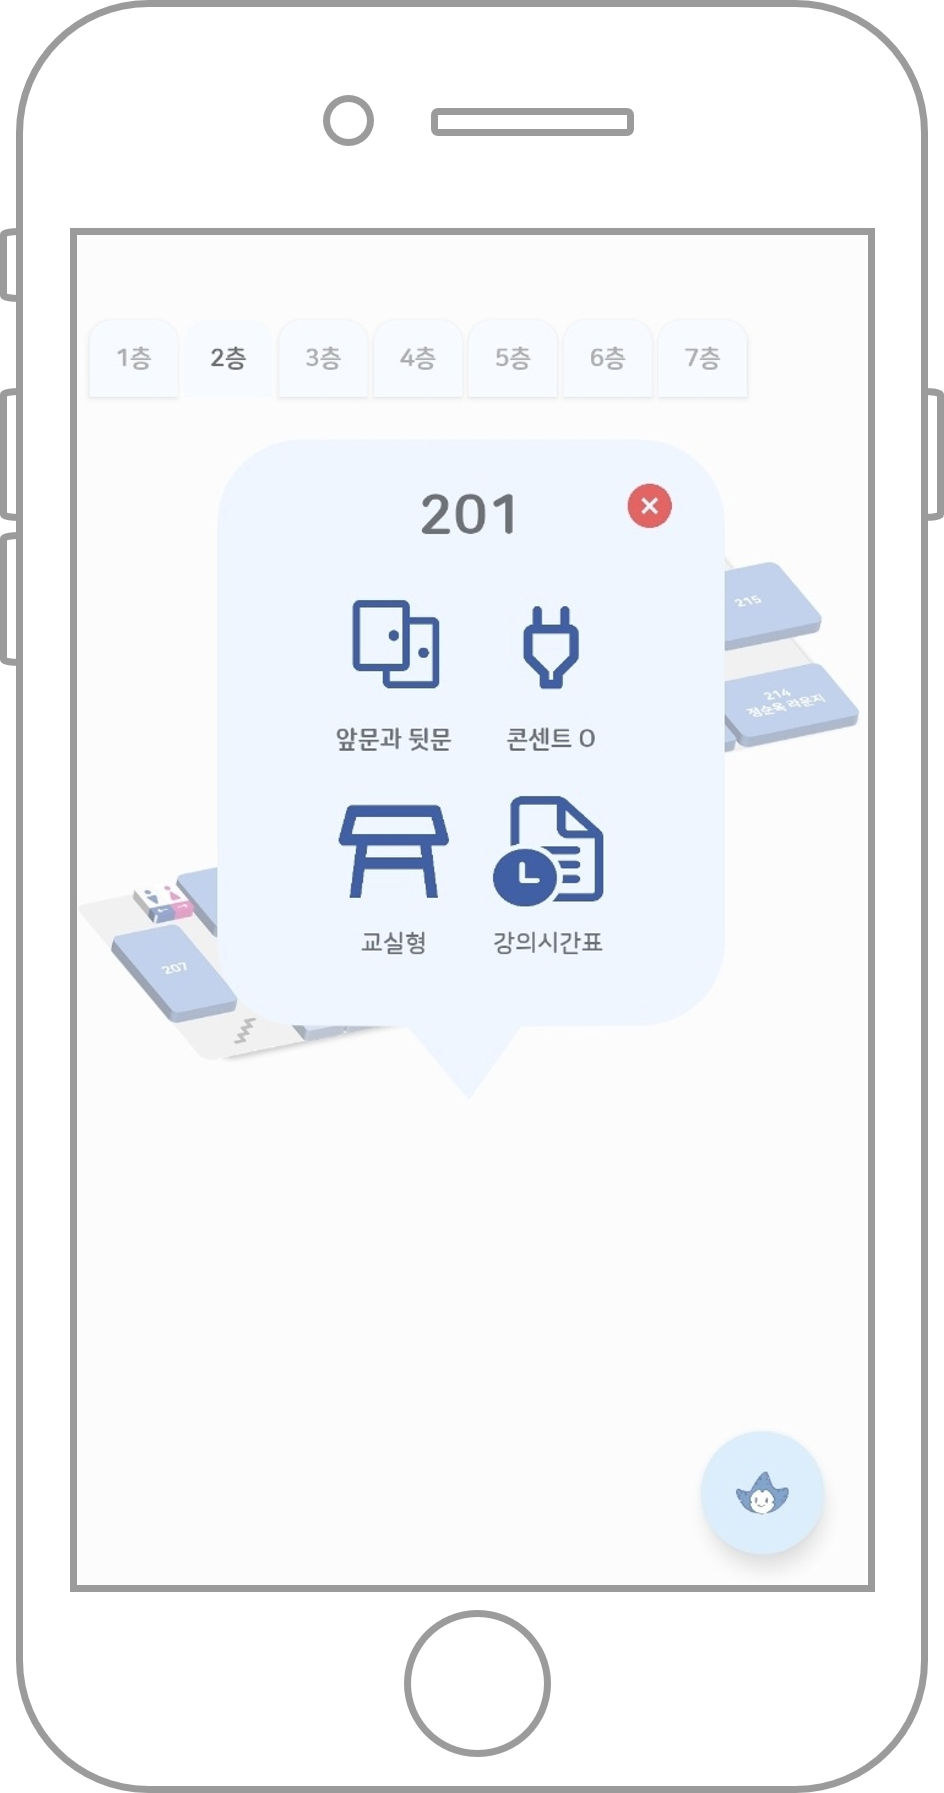 1층 2층 3층 4층 5층 6층 7층
201
215
214
정순옥 라운지
앞문과 뒷문 콘센트 O
교실형 강의시간표
207